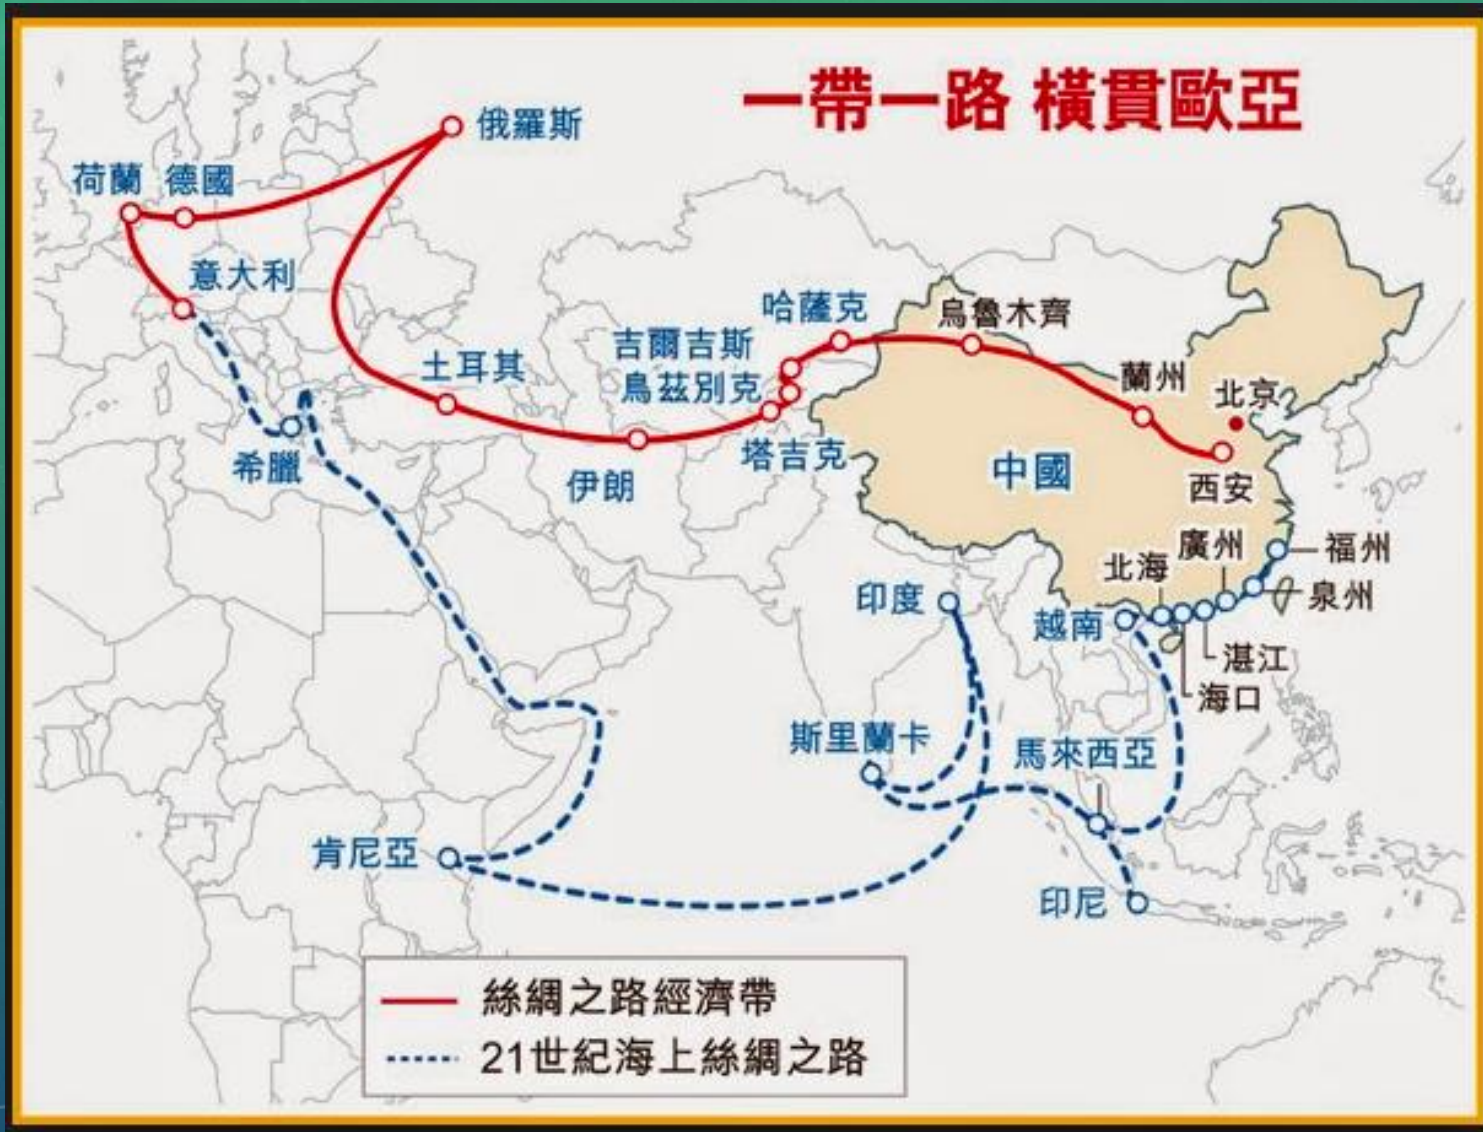 一帶一路 橫貫歐亞
俄羅斯
荷蘭
德國
意大利
哈薩克
烏魯木齊
吉爾吉斯
土耳其
烏茲別克
蘭州
北京
塔吉克
希臘
伊朗
中國
西安
廣州
福州
北海
印度
泉州
越南
湛江
海口
斯里蘭卡
馬來西亞
肯尼亞
印尼
絲綢之路經濟帶
21世紀海上絲綢之路